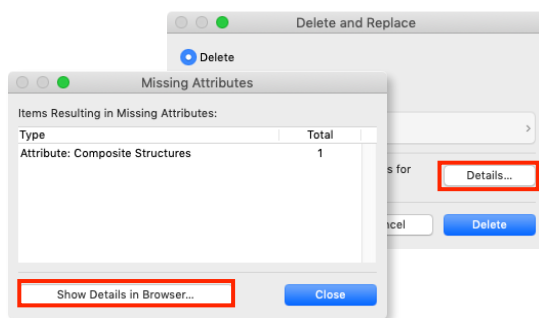 Delete and Replace
Delete
Missing Attributes
Items Resulting in Missing Attributes:
Type Total
Attribute: Composite Structures 1
for
Details...
Delete
Show Details in Browser...
Close